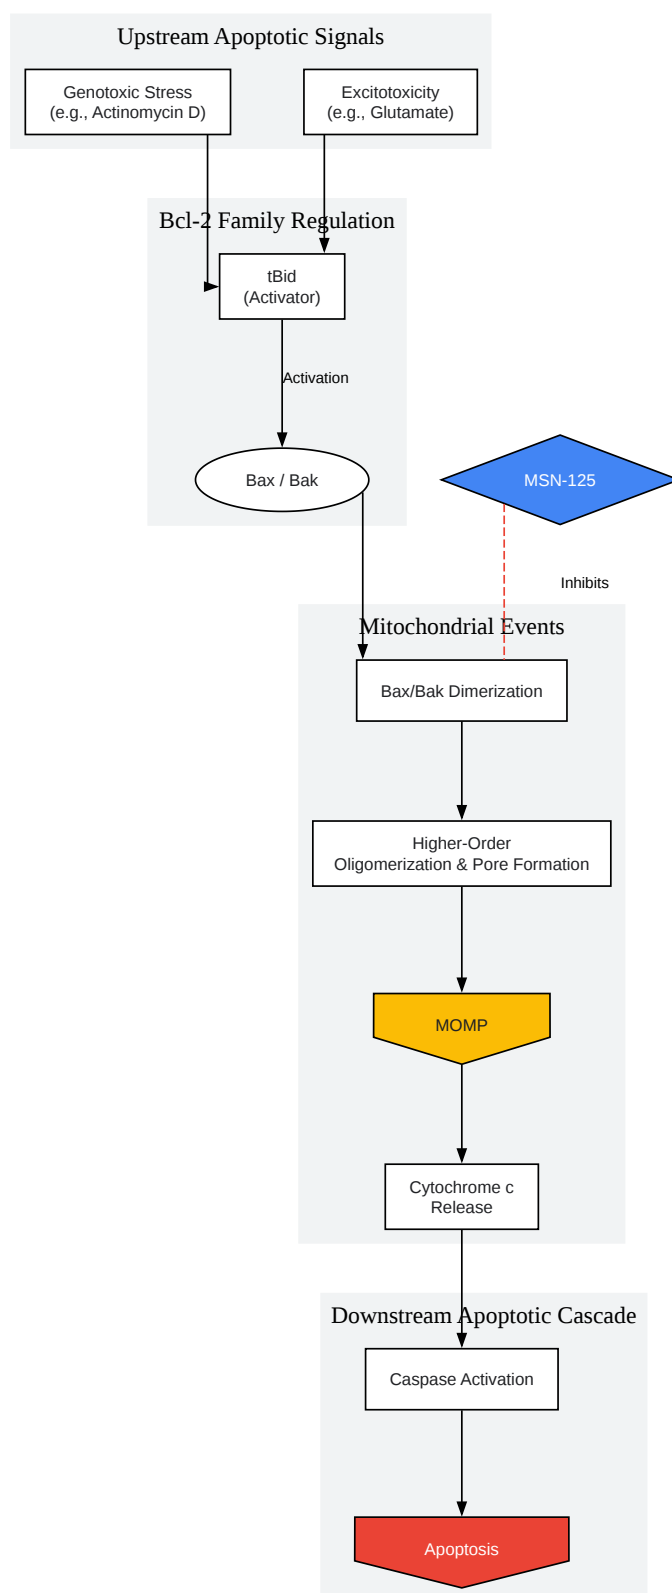 Upstream Apoptotic Signals
Genotoxic Stress
(e.g., Actinomycin D)
Excitotoxicity
(e.g., Glutamate)
Bcl-2 Family Regulation
tBid
(Activator)
Activation
Bax / Bak
MSN-125
Inhibits
Mitochondrial Events
Bax/Bak Dimerization
Higher-Order
Oligomerization & Pore Formation
MOMP
Cytochrome c
Release
Downstream Apoptotic Cascade
Caspase Activation
Apoptosis